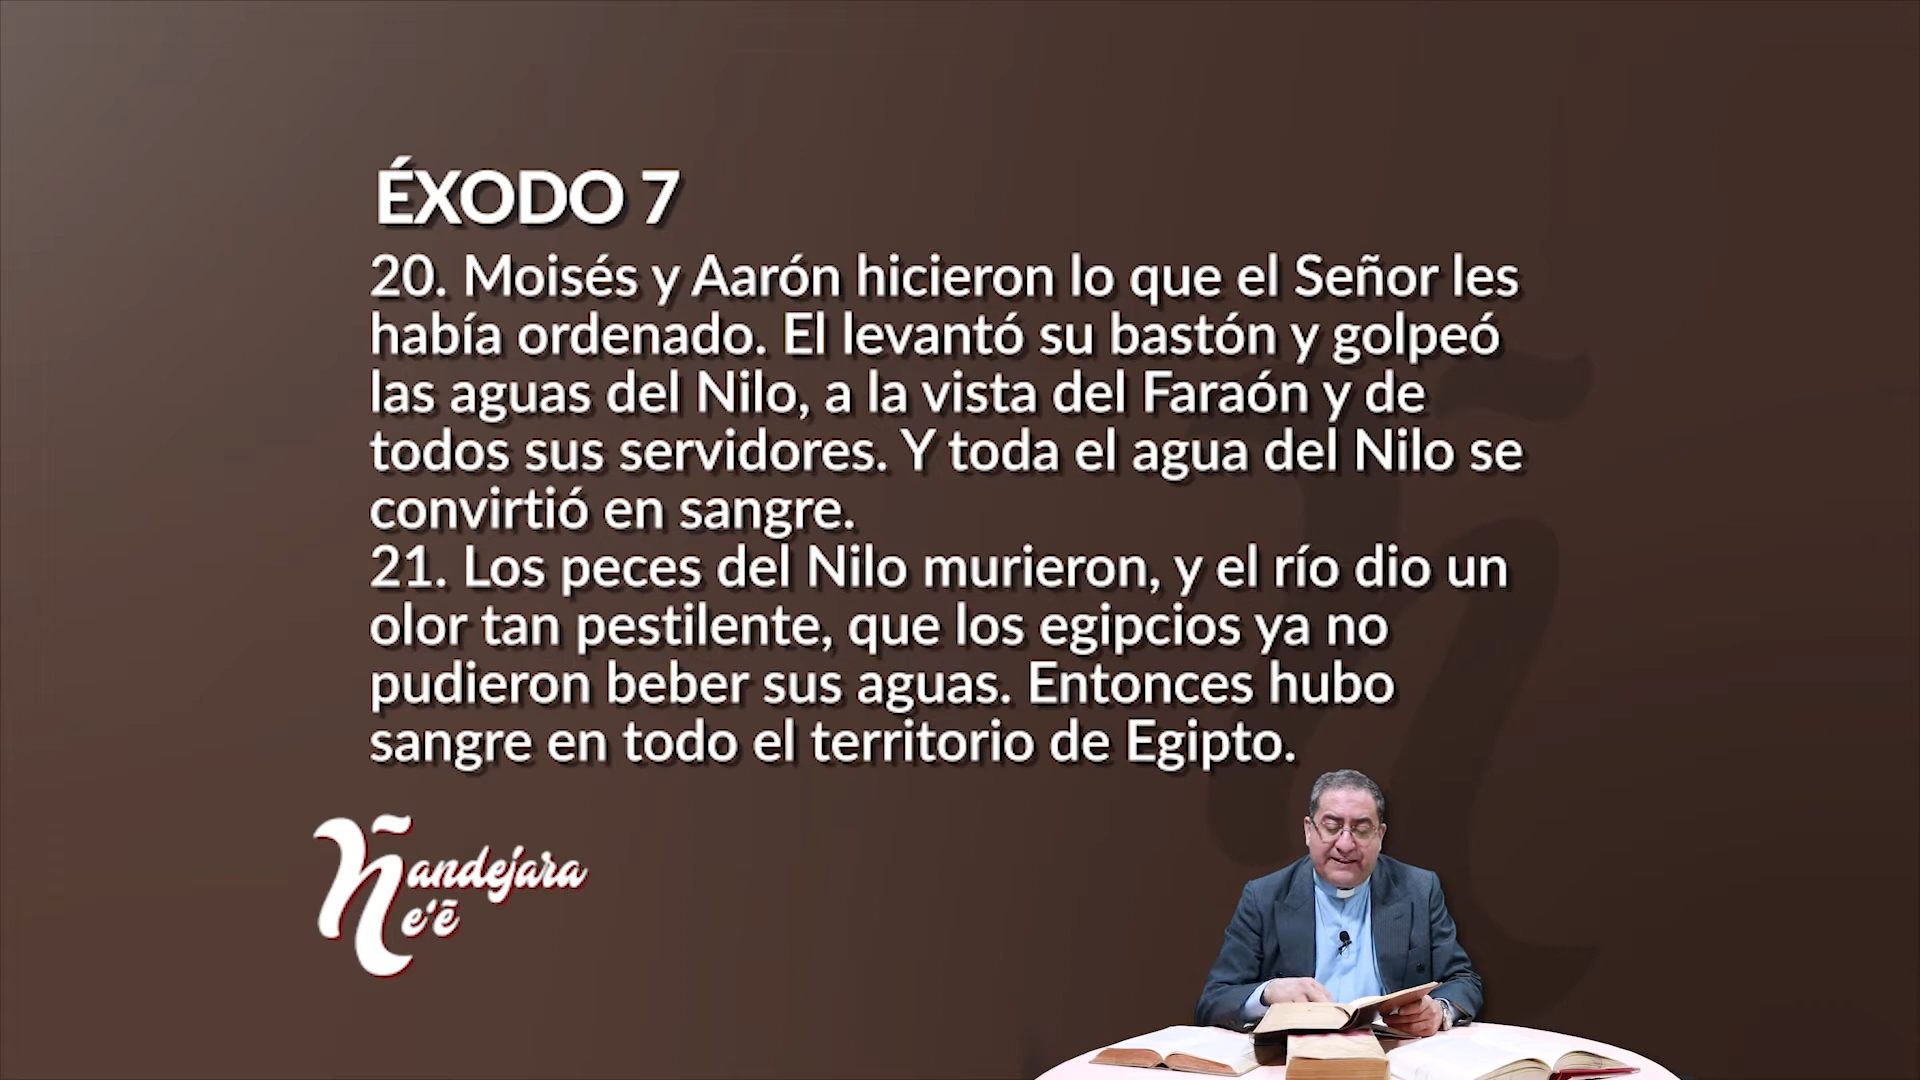 ÉXODO 7
20. Moisés y Aarón hicieron lo que el Señor les
había ordenado. El levantó su bastón y golpeó
las aguas del Nilo, a la vista del Faraón y de
todos sus servidores. Y toda el agua del Nilo se
convirtió en sangre.
21. Los peces del Nilo murieron, y el río dio un
olor tan pestilente, que los egipcios ya no
pudieron beber sus aguas. Entonces hubo
sangre en todo el territorio de Egipto.
Ñandejara
Ñe'ẽ